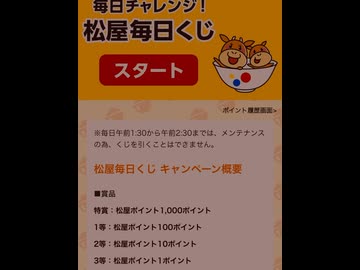 毎日チャレンジ！
松屋毎日くじ
スタート
ポイント履歴画面»
※毎日午前1:30から午前2:30までは、メンテナンス
の為、くじを引くことはできません。
松屋毎日くじ キャンペーン概要
■賞品
特賞：松屋ポイント1,000ポイント
1等：松屋ポイント100ポイント
2等：松屋ポイント10ポイント
3等：松屋ポイント1ポイント